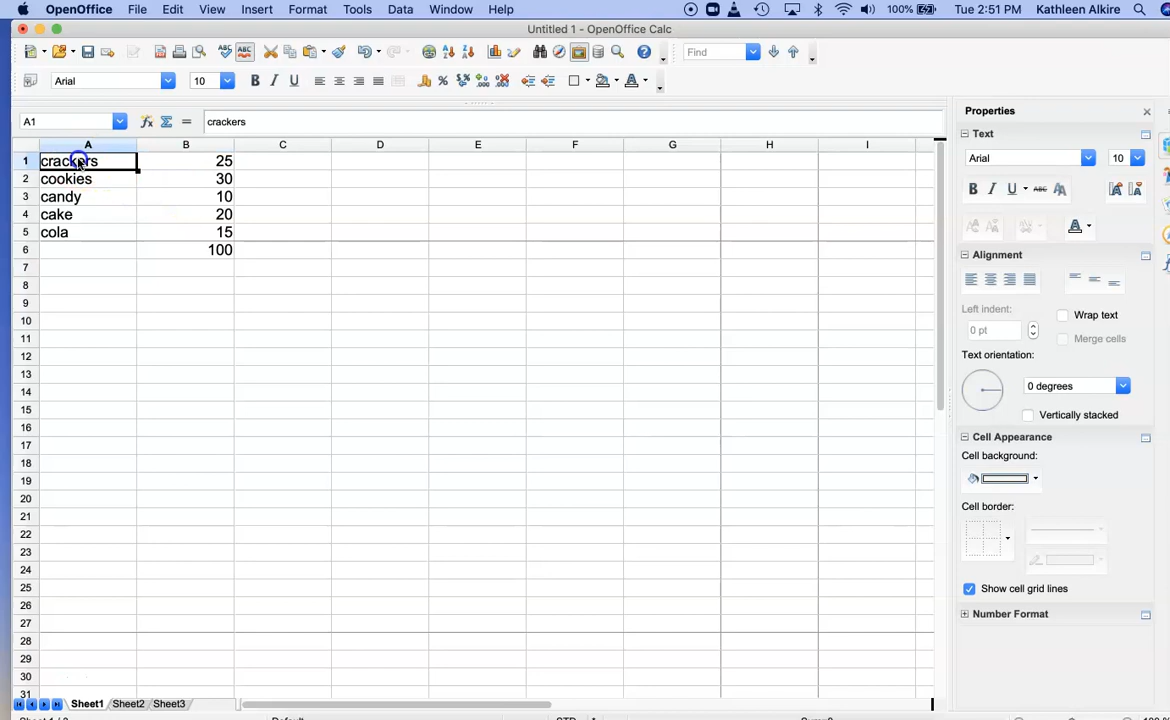 OpenOffice File Edit View Insert Format Tools Data Window Help 100% Tue 2:51 PM Kathleen Alkire
Untitled 1 - OpenOffice Calc
Find
Arial 10
A1 crackers
A B C D E F G H I
1 crackers 25
2 cookies 30
3 candy 10
4 cake 20
5 cola 15
6 100
7
8
9
10
11
12
13
14
15
16
17
18
19
20
21
22
23
24
25
26
27
28
29
30
31
Sheet1 Sheet2 Sheet3
Properties
Text
Arial 10
Alignment
Left indent:
0 pt
Wrap text
Merge cells
Text orientation:
0 degrees
Vertically stacked
Cell Appearance
Cell background:
Cell border:
Show cell grid lines
Number Format